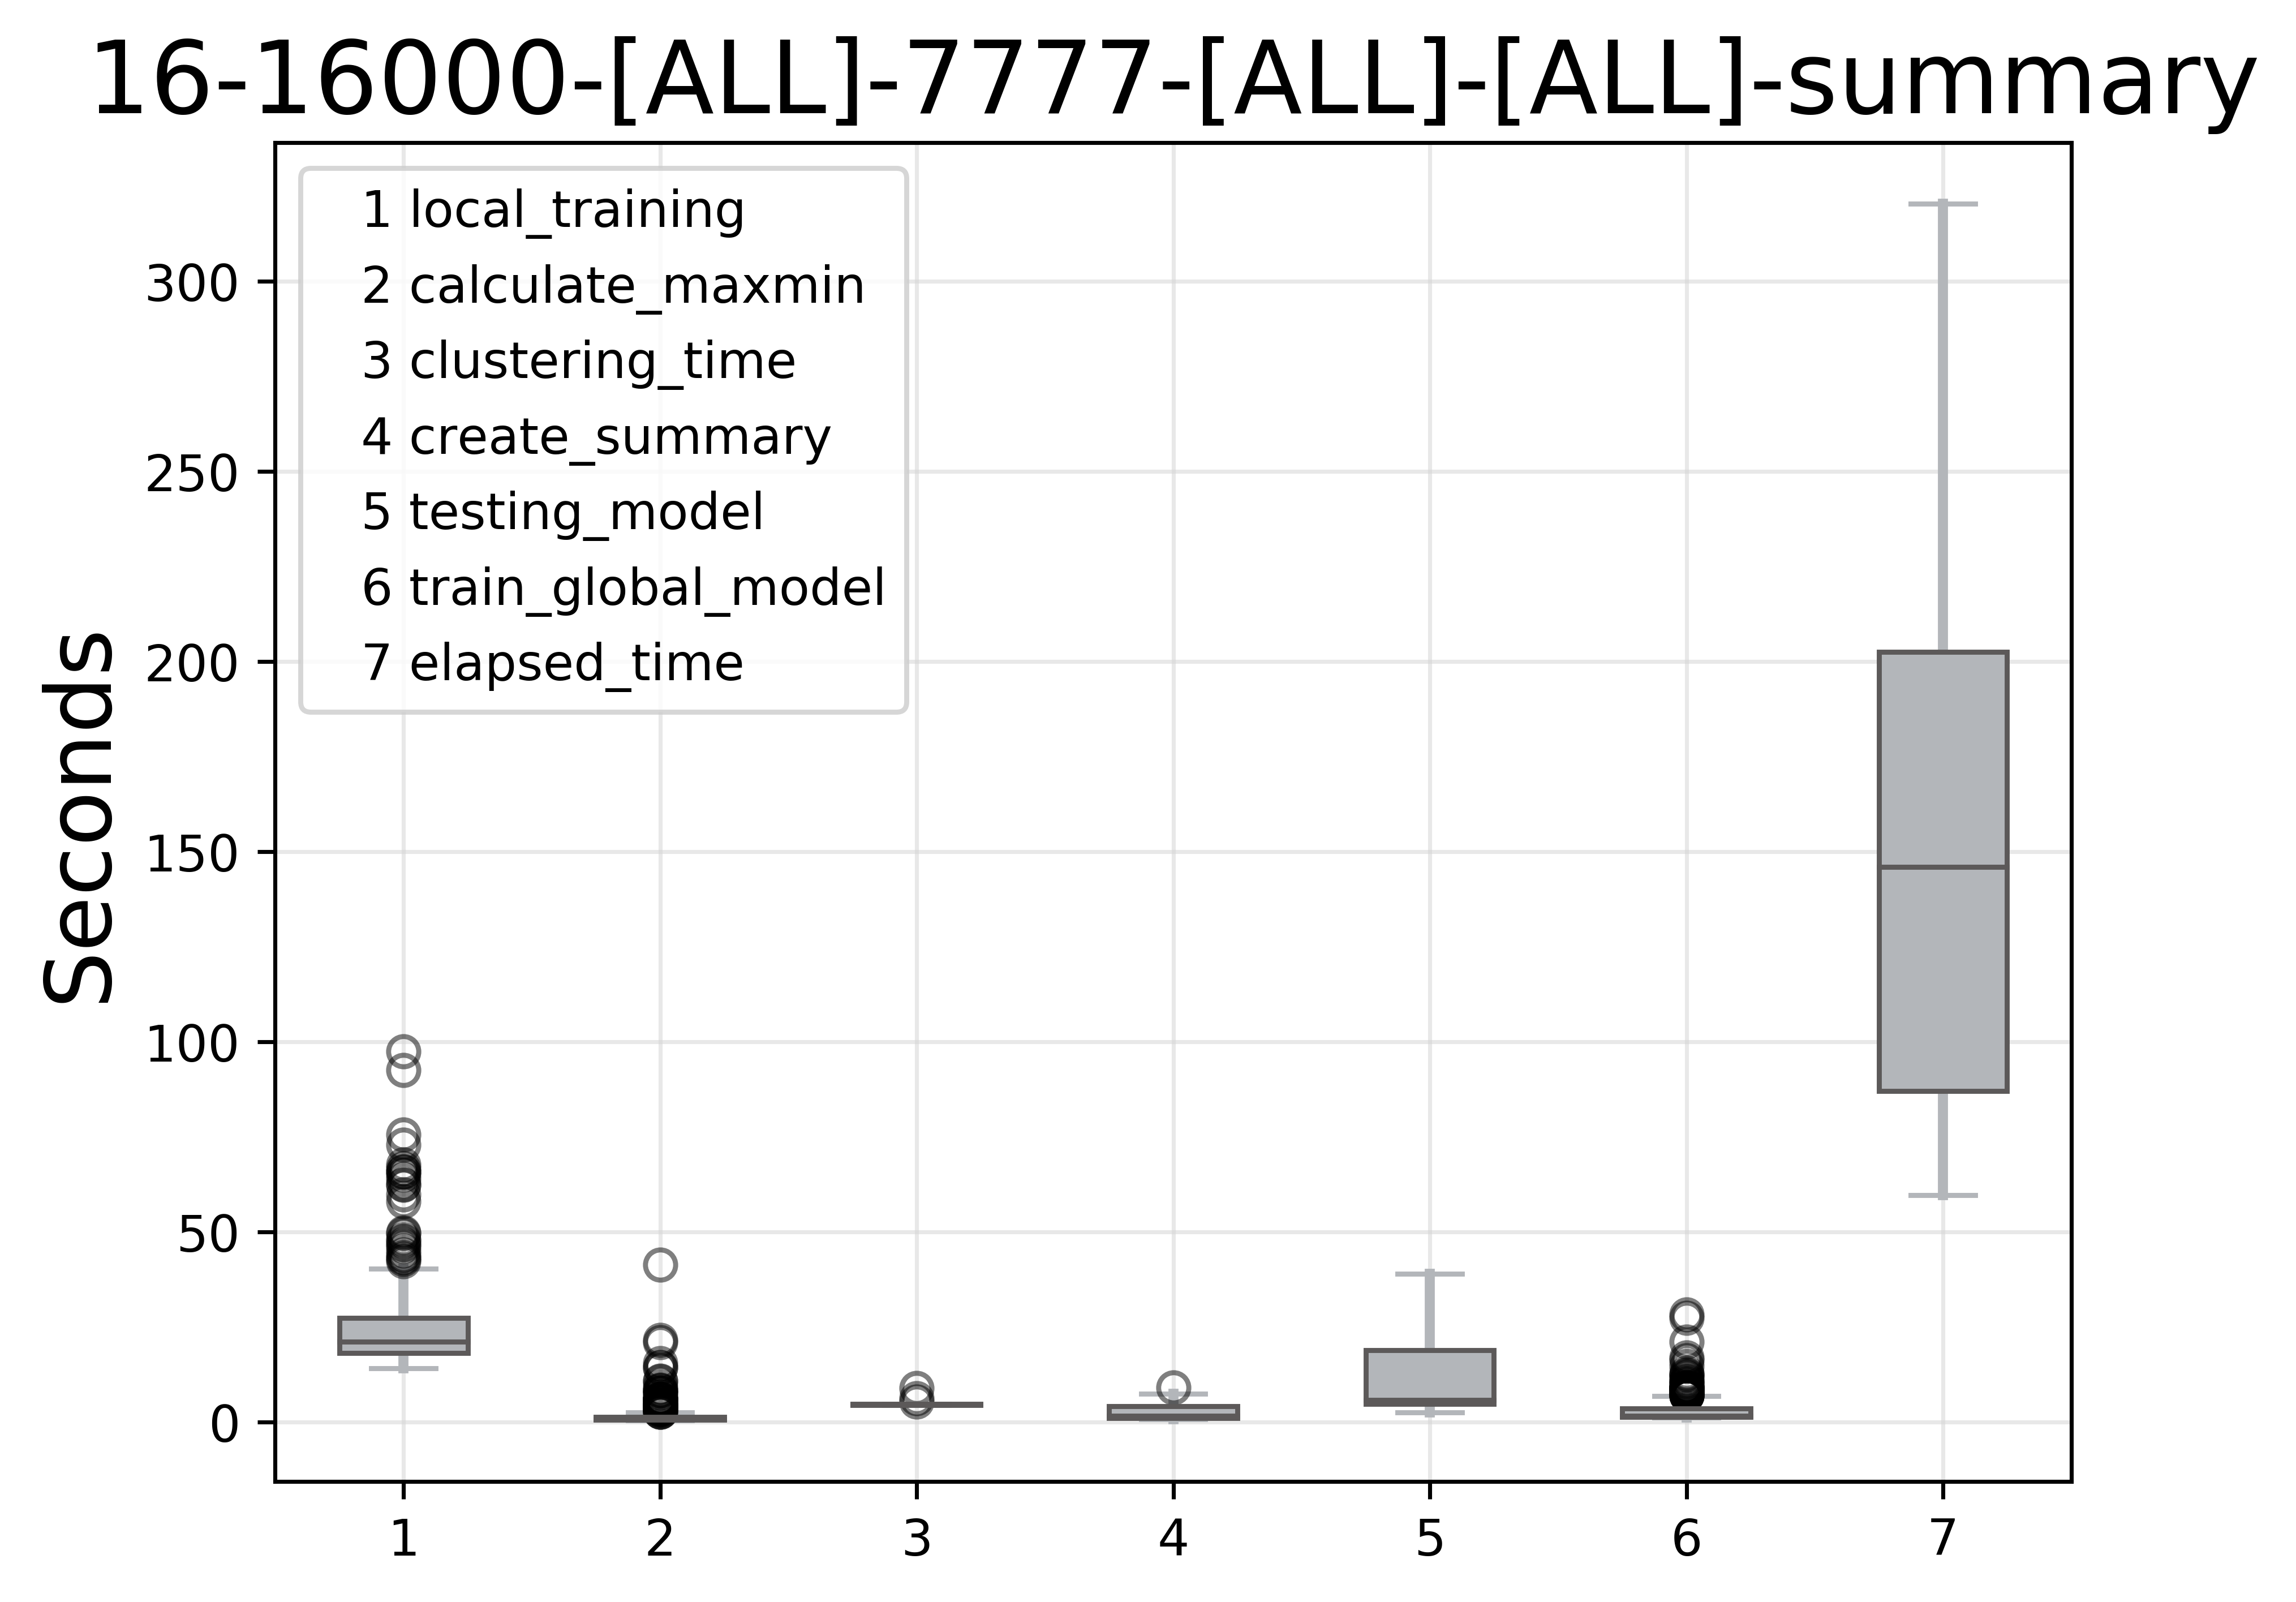 16-16000-[ALL]-7777-[ALL]-[ALL]-summary
1 local_training
2 calculate_maxmin
3 clustering_time
4 create_summary
5 testing_model
6 train_global_model
7 elapsed_time
Seconds
300
250
200
150
100
50
0
1 2 3 4 5 6 7